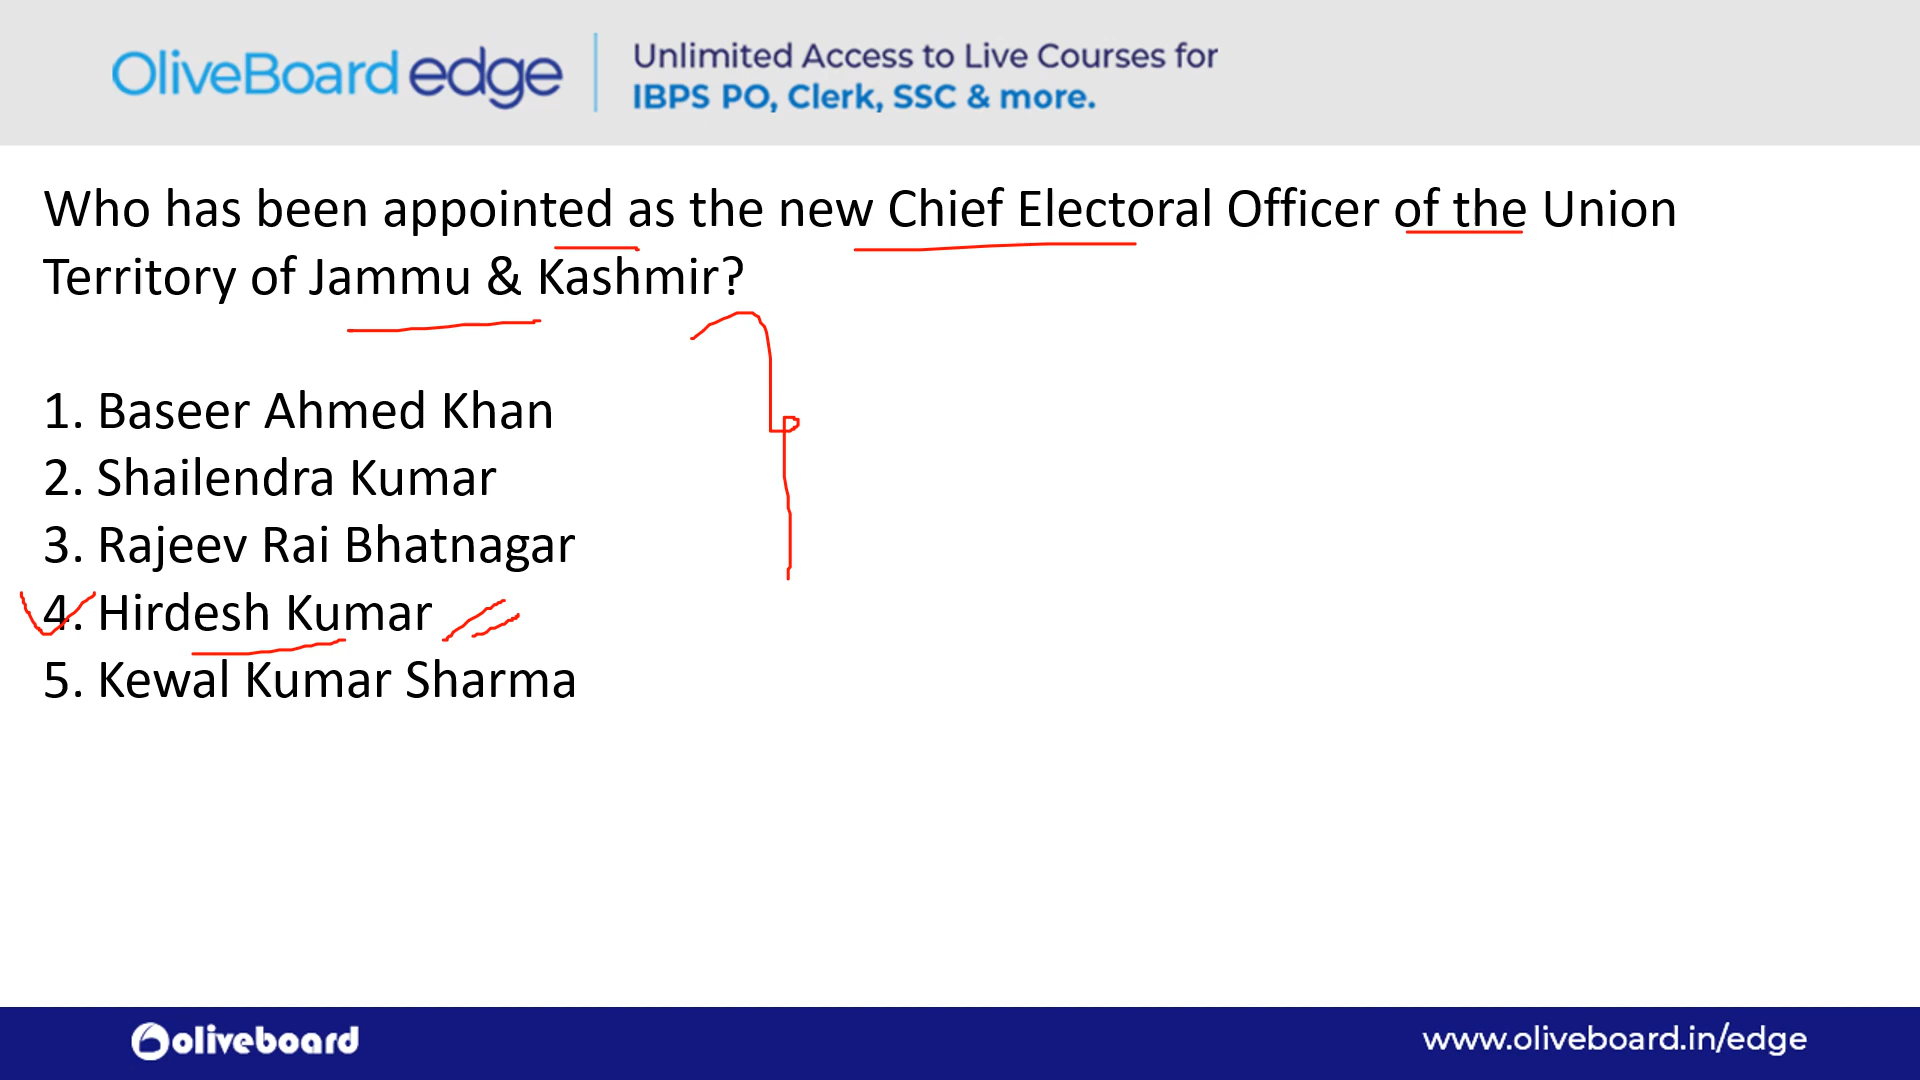 OliveBoard edge
Unlimited Access to Live Courses for
IBPS PO, Clerk, SSC & more.
Who has been appointed as the new Chief Electoral Officer of the Union
Territory of Jammu & Kashmir?
1. Baseer Ahmed Khan
2. Shailendra Kumar
3. Rajeev Rai Bhatnagar
4. Hirdesh Kumar
5. Kewal Kumar Sharma
oliveboard
www.oliveboard.in/edge